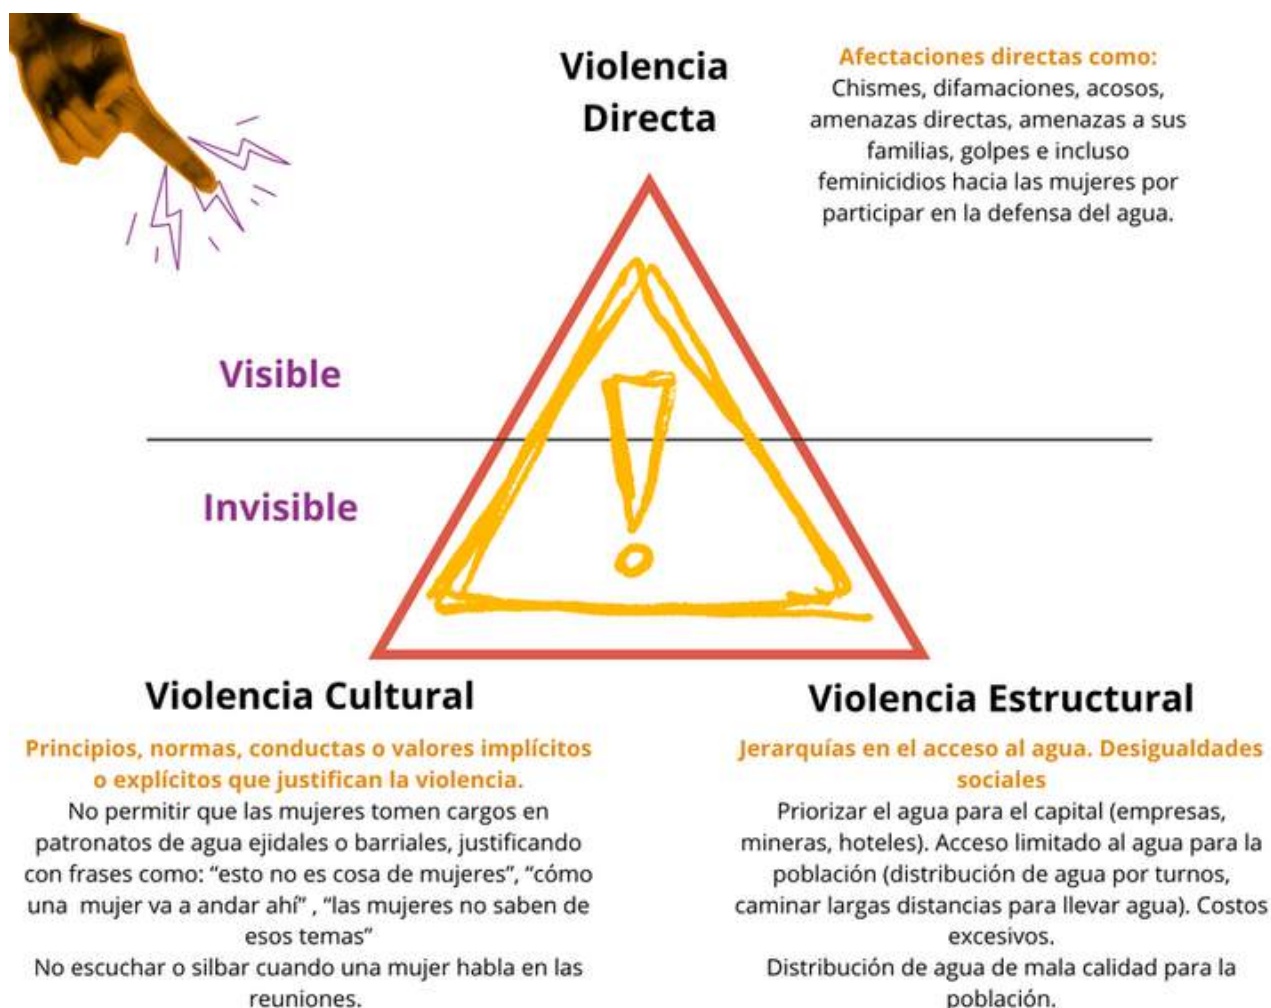 Violencia
Directa
Afectaciones directas como:
Chismes, difamaciones, acosos,
amenazas directas, amenazas a sus
familias, golpes e incluso
feminicidios hacia las mujeres por
participar en la defensa del agua.
Visible
Invisible
Violencia Cultural
Principios, normas, conductas o valores implícitos
o explícitos que justifican la violencia.
No permitir que las mujeres tomen cargos en
patronatos de agua ejidales o barriales, justificando
con frases como: “esto no es cosa de mujeres”, “cómo
una mujer va a andar ahí” , “las mujeres no saben de
esos temas”
No escuchar o silbar cuando una mujer habla en las
reuniones.
Violencia Estructural
Jerarquías en el acceso al agua. Desigualdades
sociales
Priorizar el agua para el capital (empresas,
mineras, hoteles). Acceso limitado al agua para la
población (distribución de agua por turnos,
caminar largas distancias para llevar agua). Costos
excesivos.
Distribución de agua de mala calidad para la
población.